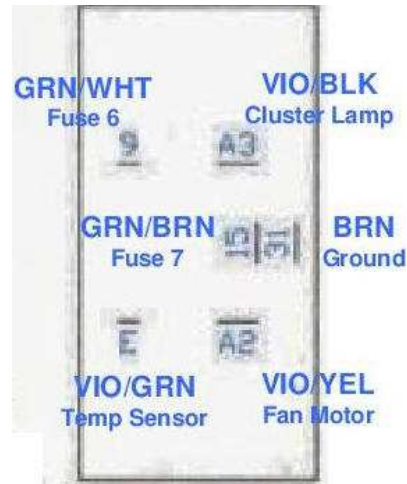 GRN/WHT
Fuse 6
VIO/BLK
Cluster Lamp
9
A3
GRN/BRN
Fuse 7
15
31
BRN
Ground
E
A2
VIO/GRN
Temp Sensor
VIO/YEL
Fan Motor